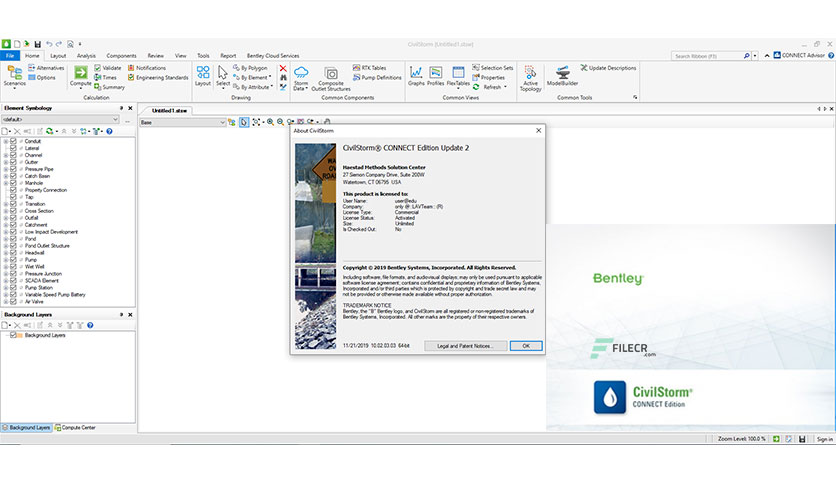 CivilStorm [Untitled1.stsw]
File Home Layout Analysis Components Review View Tools Report Bentley Cloud Services
Search Ribbon (F3)
CONNECT Advisor
Scenarios
Alternatives
Options
Compute
Validate
Times
Summary
Notifications
Engineering Standards
Calculation
Layout
Select
By Polygon
By Element
By Attribute
Drawing
Storm Data
Composite Outlet Structures
RTK Tables
Pump Definitions
Common Components
Graphs
Profiles
FlexTables
Selection Sets
Properties
Refresh
Common Views
Active Topology
ModelBuilder
Update Descriptions
Common Tools
Element Symbology
<default>
Conduit
Lateral
Channel
Gutter
Pressure Pipe
Catch Basin
Manhole
Property Connection
Tap
Transition
Cross Section
Outfall
Catchment
Low Impact Development
Pond
Pond Outlet Structure
Headwall
Pump
Wet Well
Pressure Junction
SCADA Element
Pump Station
Variable Speed Pump Battery
Air Valve
Background Layers
Background Layers
Background Layers
Compute Center
Untitled1.stsw
Base
About CivilStorm
CivilStorm® CONNECT Edition Update 2
Haestad Methods Solution Center
27 Siemon Company Drive, Suite 200W
Watertown, CT 06795 USA
This product is licensed to:
User Name: user@edu
Company: only @ .:LAVTeam:. (R)
License Type: Commercial
License Status: Activated
Size: Unlimited
Is Checked Out: No
Copyright © 2019 Bentley Systems, Incorporated. All Rights Reserved.
Including software, file formats, and audiovisual displays, may only be used pursuant to applicable
software license agreement, contains confidential and proprietary information of Bentley Systems,
Incorporated and/or third parties which is protected by copyright and trade secret law and may
not be provided or otherwise made available without proper authorization.
TRADEMARK NOTICE
Bentley, the "B" Bentley logo, and CivilStorm are all registered or non-registered trademarks of
Bentley Systems, Incorporated. All other marks are the property of their respective owners.
11/21/2019 10.02.03.03 64-bit
Legal and Patent Notices...
OK
Bentley
FILECR
.com
CivilStorm®
CONNECT Edition
Zoom Level: 100.0 %
Sign in